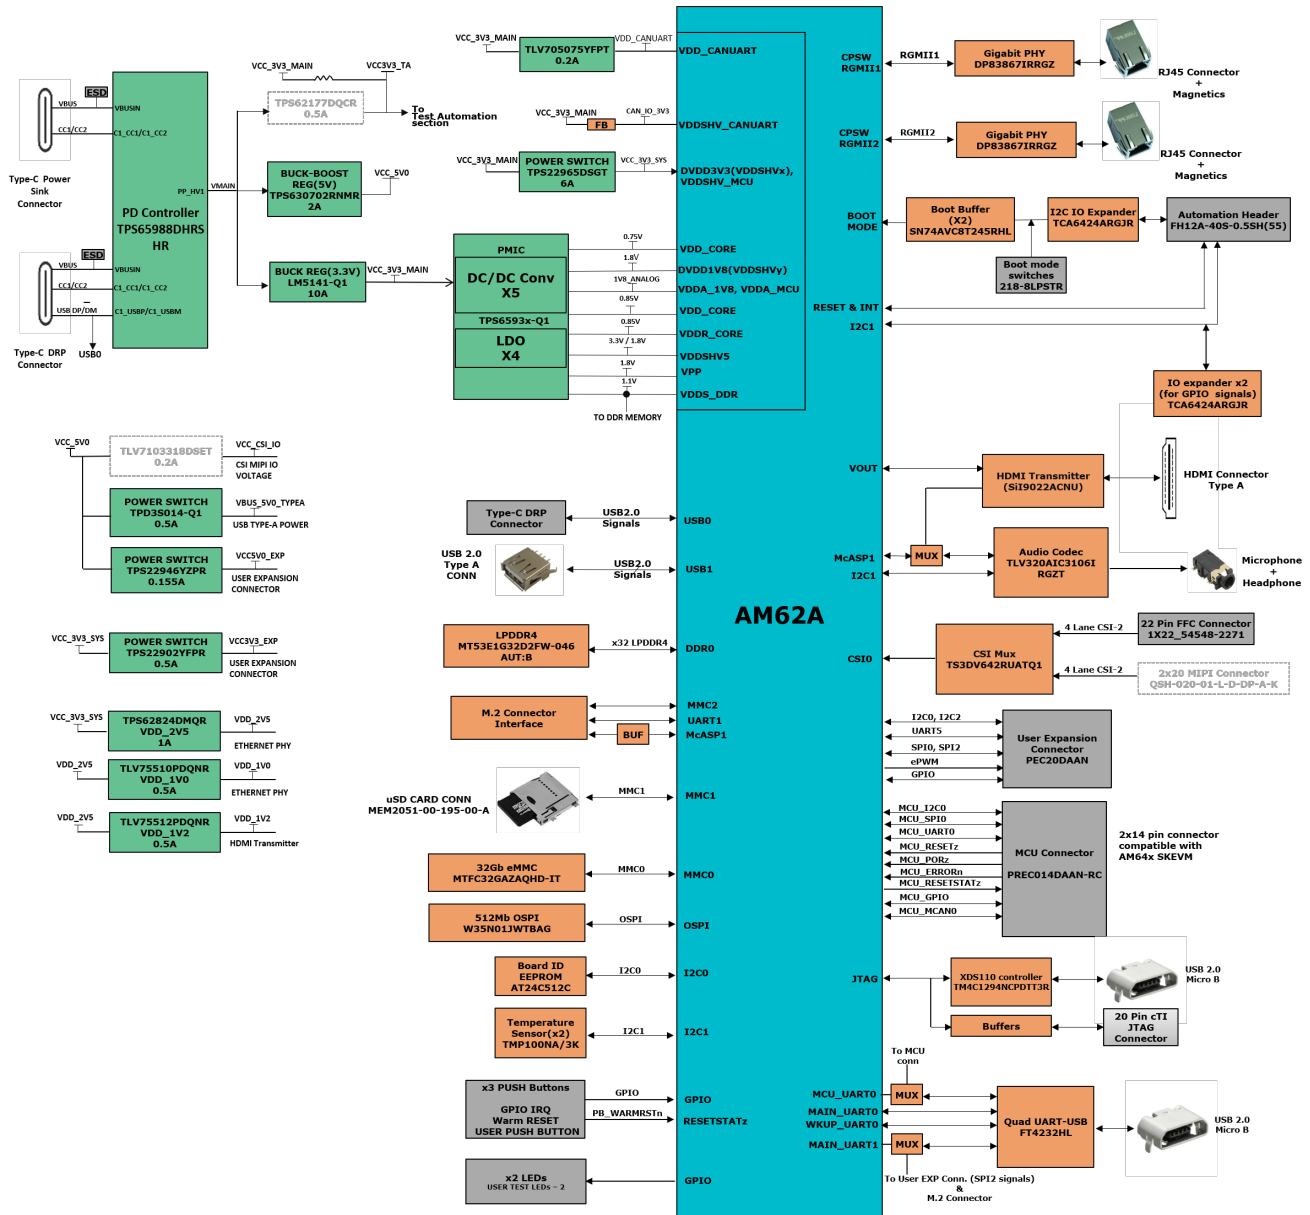 VCC_3V3_MAIN
VCC3V3_TA
TPS62177DQCR
0.5A
To
Test Automation
section
ESD
VBUS
VBUSIN
CC1/CC2
C1_CC1/C1_CC2
Type-C Power
Sink
Connector
PD Controller
TPS65988DHRS
HR
PP_HV1
VMAIN
BUCK-BOOST
REG(5V)
TPS630702RNMR
2A
VCC_5V0
ESD
VBUS
VBUSIN
CC1/CC2
C1_CC1/C1_CC2
USB DP/DM
C1_USBP/C1_USBM
Type-C DRP
Connector
USB0
BUCK REG(3.3V)
LM5141-Q1
10A
VCC_3V3_MAIN
VCC_3V3_MAIN
TLV705075YFPT
0.2A
VDD_CANUART
VDD_CANUART
VCC_3V3_MAIN
FB
CAN_IO_3V3
VDDSHV_CANUART
VCC_3V3_MAIN
POWER SWITCH
TPS22965DSGT
6A
VCC_3V3_SYS
DVDD3V3(VDDSHVx),
VDDSHV_MCU
PMIC
DC/DC Conv
X5
TPS6593x-Q1
LDO
X4
0.75V
VDD_CORE
1.8V
DVDD1V8(VDDSHVy)
1V8_ANALOG
VDDA_1V8, VDDA_MCU
0.85V
VDD_CORE
0.85V
VDDR_CORE
3.3V / 1.8V
VDDSHV5
1.8V
VPP
1.1V
VDDS_DDR
TO DDR MEMORY
VCC_5V0
TLV7103318DSET
0.2A
VCC_CSI_IO
CSI MIPI IO
VOLTAGE
POWER SWITCH
TPD3S014-Q1
0.5A
VBUS_5V0_TYPEA
USB TYPE-A POWER
POWER SWITCH
TPS22946YZPR
0.155A
VCC5V0_EXP
USER EXPANSION
CONNECTOR
VCC_3V3_SYS
POWER SWITCH
TPS22902YFPR
0.5A
VCC3V3_EXP
USER EXPANSION
CONNECTOR
VCC_3V3_SYS
TPS62824DMQR
VDD_2V5
1A
VDD_2V5
ETHERNET PHY
VDD_2V5
TLV75510PDQNR
VDD_1V0
0.5A
VDD_1V0
ETHERNET PHY
VDD_2V5
TLV75512PDQNR
VDD_1V2
0.5A
VDD_1V2
HDMI Transmitter
Type-C DRP
Connector
USB2.0
Signals
USB0
USB 2.0
Type A
CONN
USB2.0
Signals
USB1
LPDDR4
MT53E1G32D2FW-046
AUT:B
x32 LPDDR4
DDR0
M.2 Connector
Interface
MMC2
UART1
BUF
McASP1
uSD CARD CONN
MEM2051-00-195-00-A
MMC1
MMC1
32Gb eMMC
MTFC32GAZAQHD-IT
MMC0
MMC0
512Mb OSPI
W35N01JWTBAG
OSPI
OSPI
Board ID
EEPROM
AT24C512C
I2C0
I2C0
Temperature
Sensor(x2)
TMP100NA/3K
I2C1
I2C1
x3 PUSH Buttons
GPIO IRQ
Warm RESET
USER PUSH BUTTON
GPIO
GPIO
PB_WARMRSTn
RESETSTATz
x2 LEDs
USER TEST LEDs - 2
GPIO
AM62A
CPSW
RGMII1
RGMII1
Gigabit PHY
DP83867IRRGZ
RJ45 Connector
+
Magnetics
CPSW
RGMII2
RGMII2
Gigabit PHY
DP83867IRRGZ
RJ45 Connector
+
Magnetics
BOOT
MODE
Boot Buffer
(X2)
SN74AVC8T245RHL
I2C IO Expander
TCA6424ARGJR
Automation Header
FH12A-40S-0.5SH(55)
Boot mode
switches
218-8LPSTR
RESET & INT
I2C1
IO expander x2
(for GPIO signals)
TCA6424ARGJR
VOUT
HDMI Transmitter
(SiI9022ACNU)
HDMI Connector
Type A
McASP1
MUX
I2C1
Audio Codec
TLV320AIC3106I
RGZT
Microphone
+
Headphone
CSI0
CSI Mux
TS3DV642RUATQ1
4 Lane CSI-2
22 Pin FFC Connector
1X22_54548-2271
4 Lane CSI-2
2x20 MIPI Connector
QSH-020-01-L-D-DP-A-K
I2C0, I2C2
UART5
SPI0, SPI2
ePWM
GPIO
User Expansion
Connector
PEC20DAAN
MCU_I2C0
MCU_SPI0
MCU_UART0
MCU_RESETz
MCU_PORz
MCU_ERRORn
MCU_RESETSTATz
MCU_GPIO
MCU_MCAN0
MCU Connector
PREC014DAAN-RC
2x14 pin connector
compatible with
AM64x SKEVM
JTAG
XDS110 controller
TM4C1294NCPDTT3R
USB 2.0
Micro B
Buffers
20 Pin cTI
JTAG
Connector
To MCU
conn
MCU_UART0
MUX
MAIN_UART0
WKUP_UART0
MAIN_UART1
MUX
Quad UART-USB
FT4232HL
USB 2.0
Micro B
To User EXP Conn. (SPI2 signals)
&
M.2 Connector